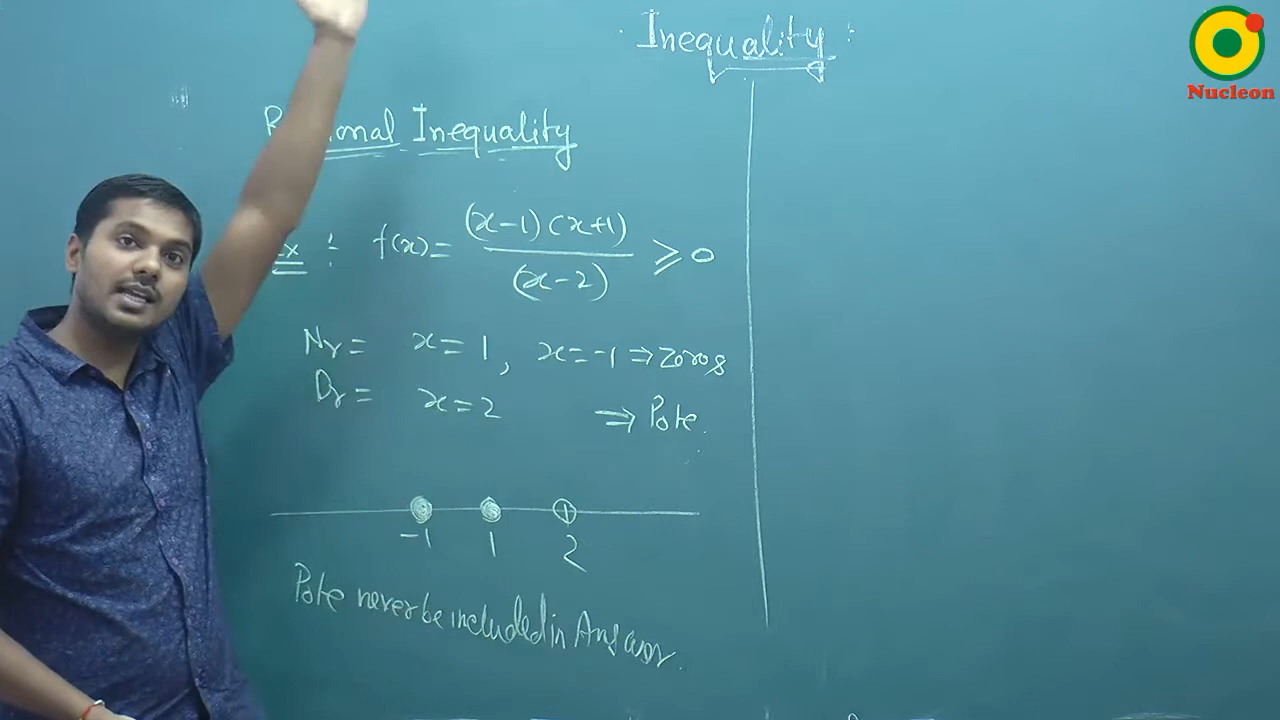 Inequality :
Nucleon
Rational Inequality
Ex : f(x) = (x-1)(x+1)
(x-2)
≥ 0
Nr = x = 1, x = -1 ⇒ Zeros
Dr = x = 2 ⇒ Pole.
-1 1 2
Pole never be included in Answer.